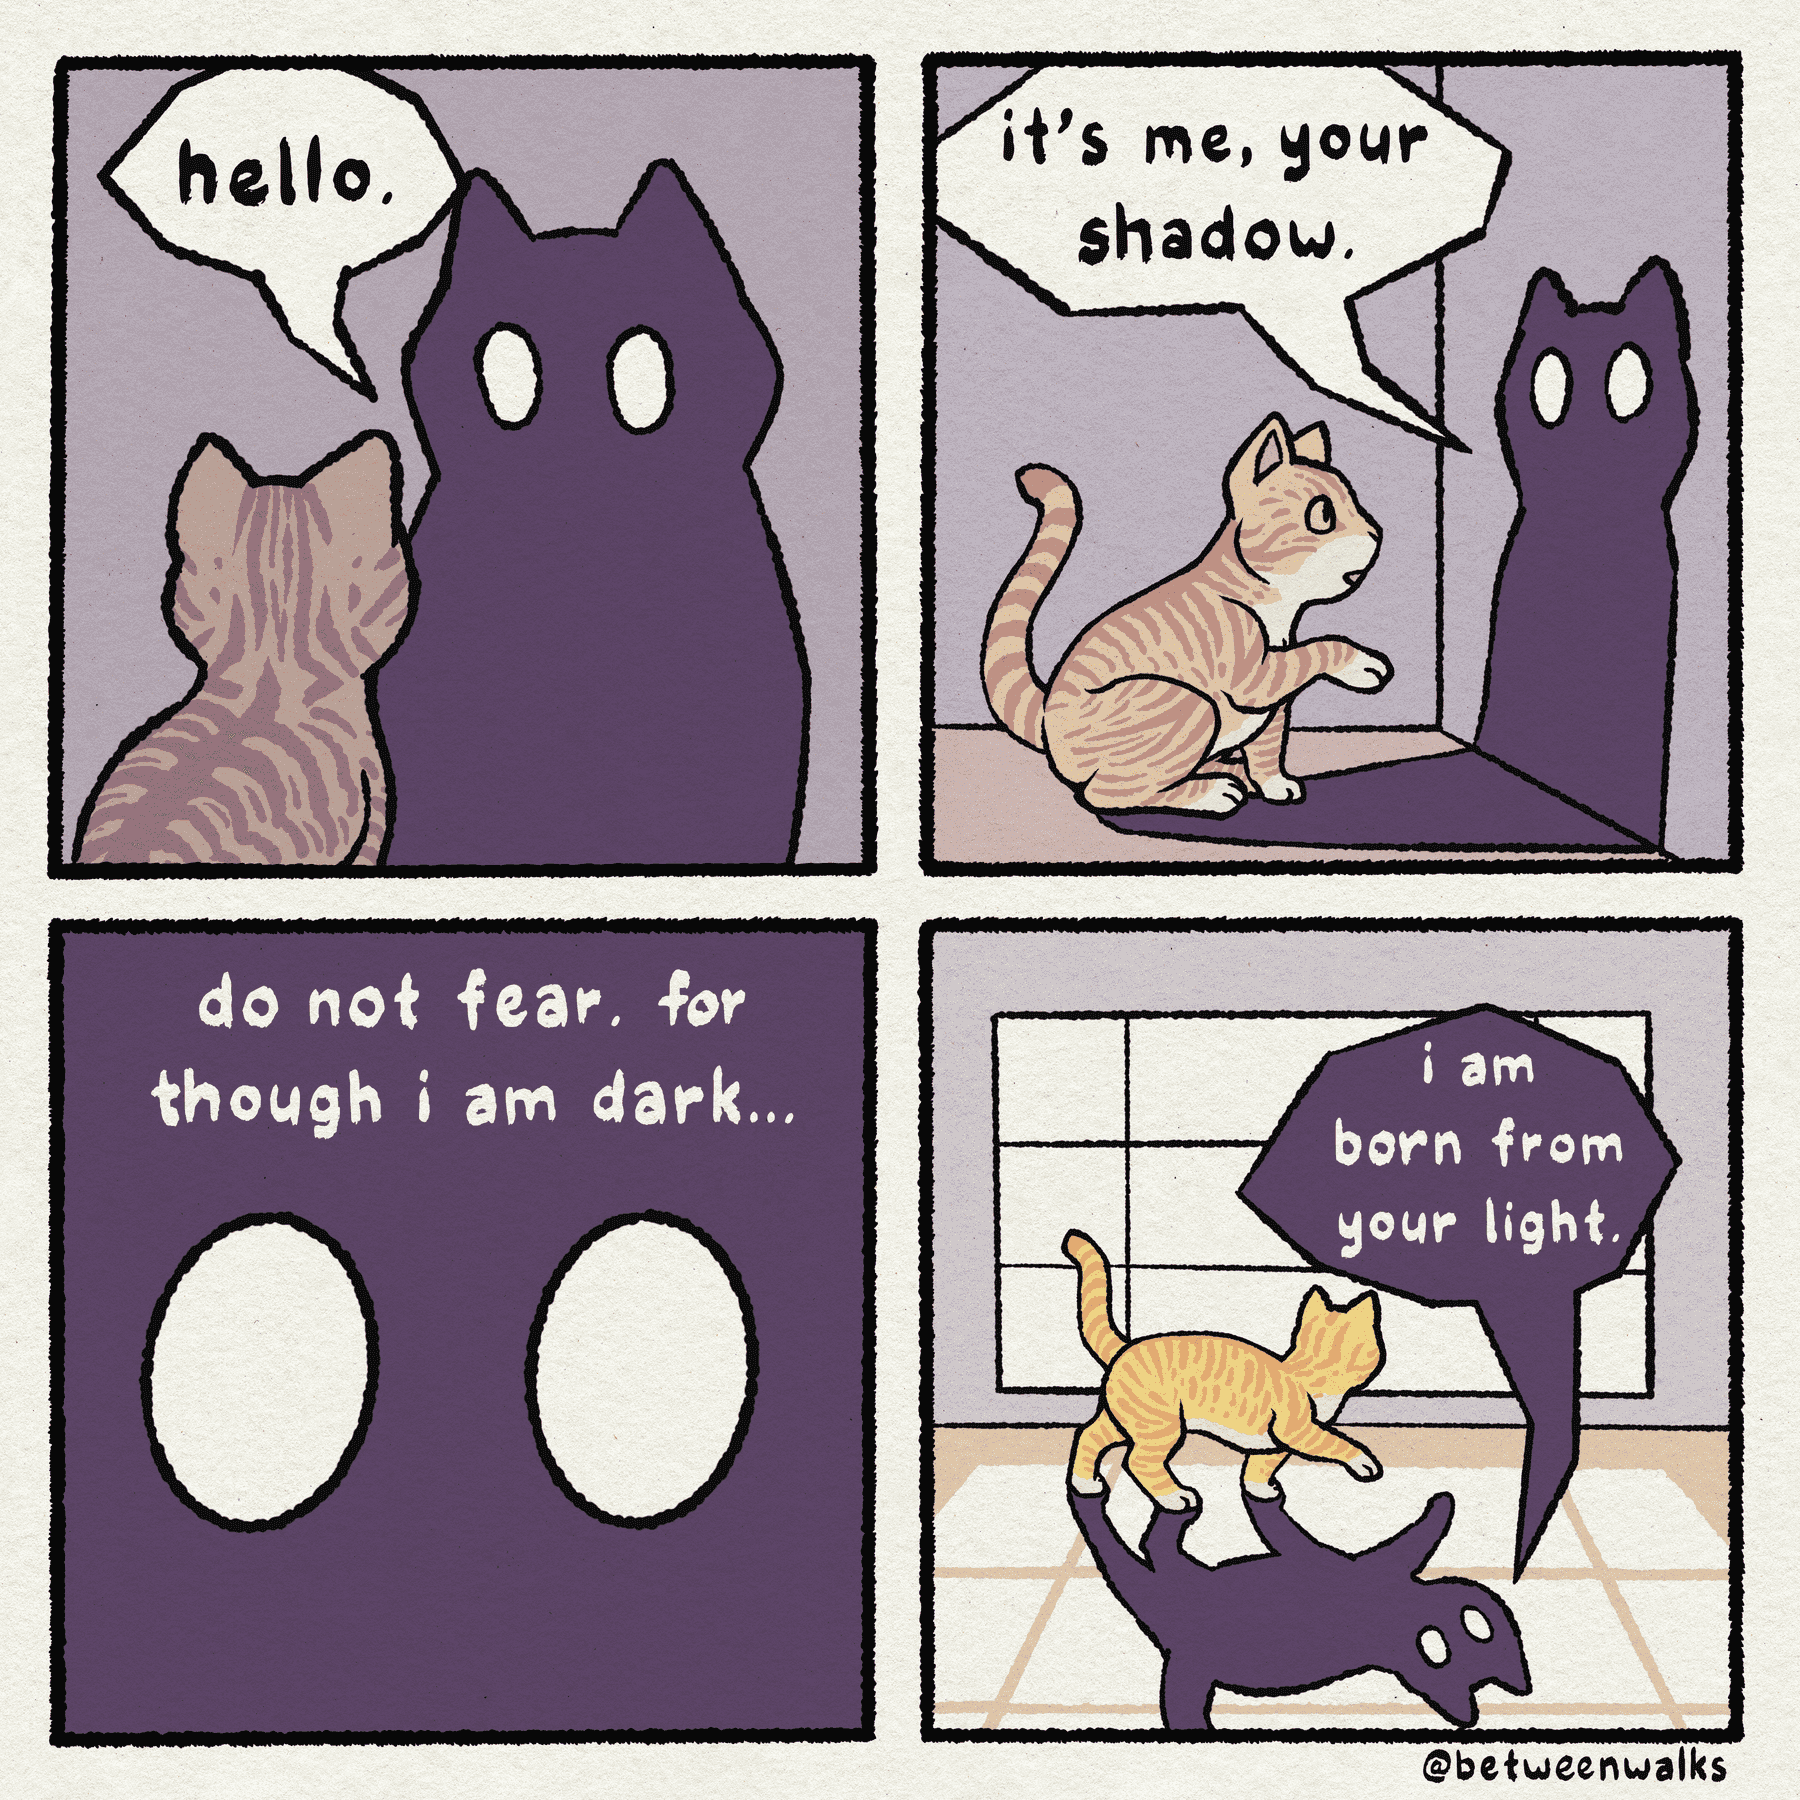 hello.
it's me, your
shadow.
do not fear. for
though i am dark...
i am
born from
your light.
@betweenwalks